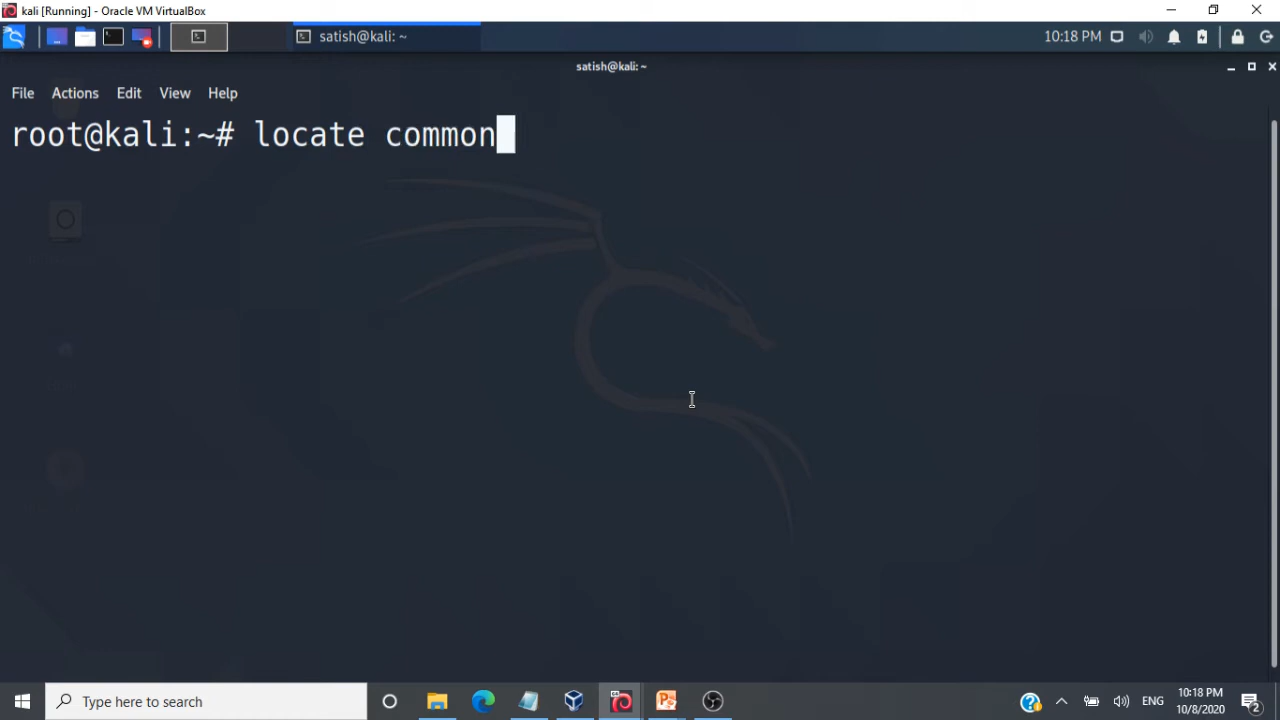 kali [Running] - Oracle VM VirtualBox
satish@kali: ~
10:18 PM
satish@kali: ~
File Actions Edit View Help
root@kali:~# locate common
Type here to search
ENG
10:18 PM
10/8/2020
2